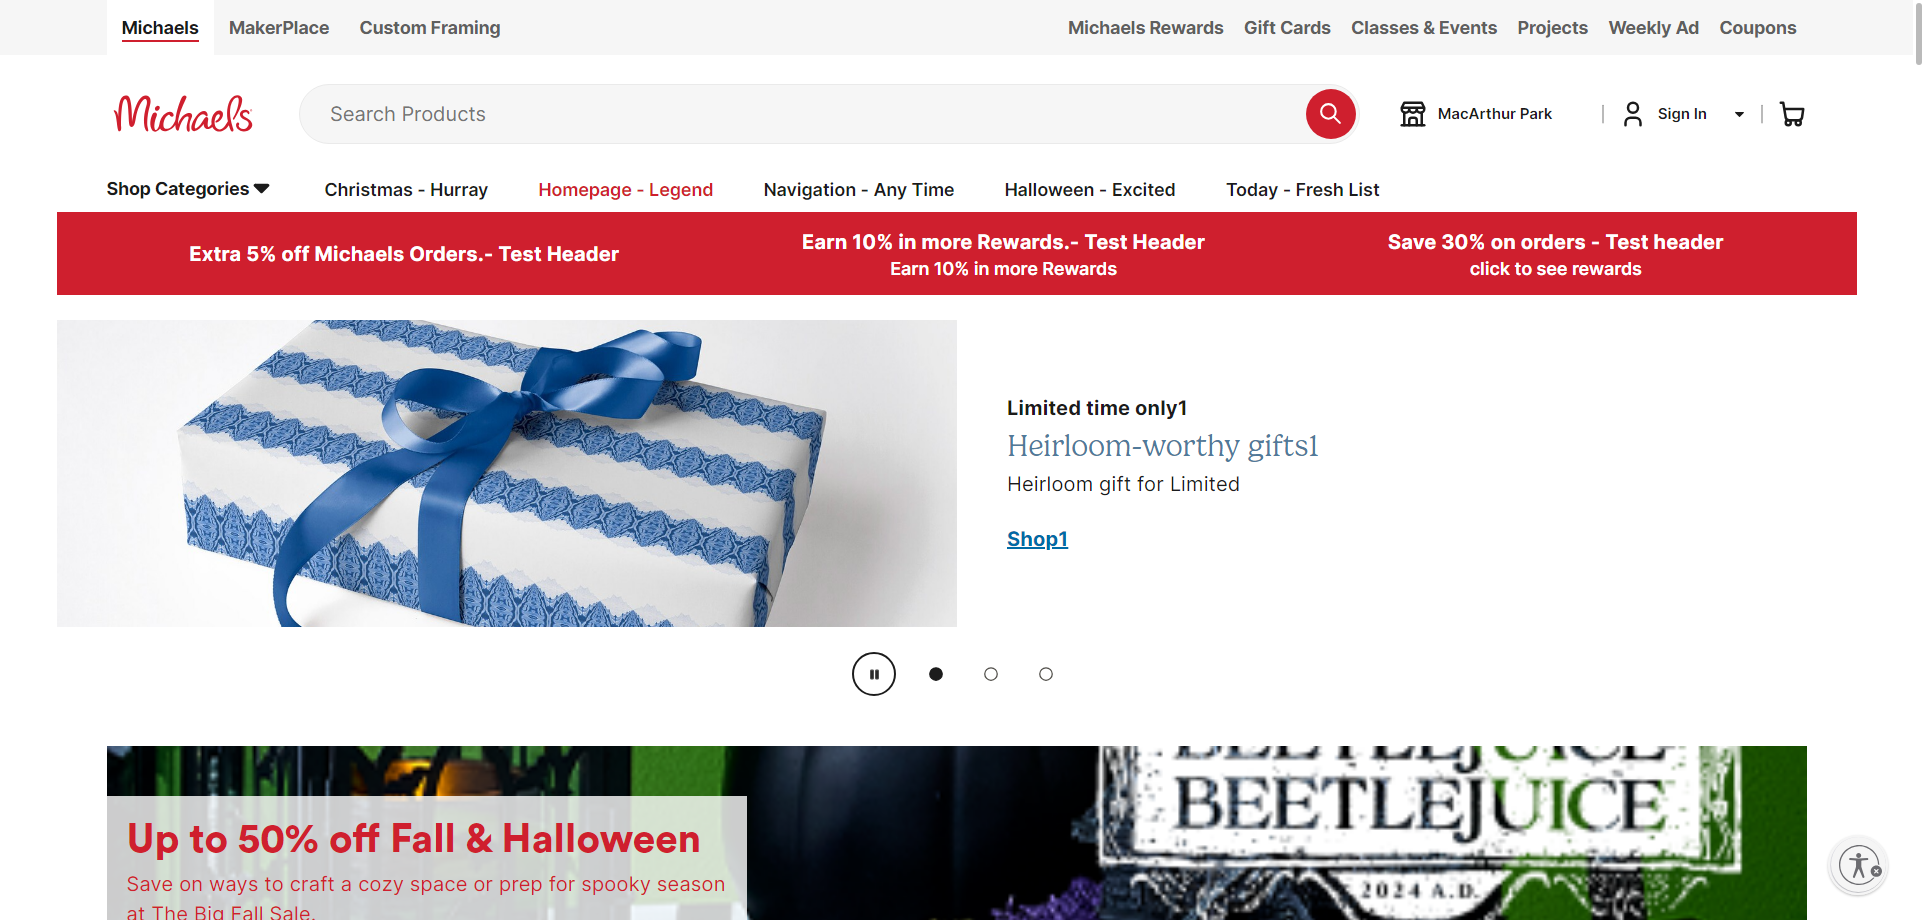 Michaels MakerPlace Custom Framing Michaels Rewards Gift Cards Classes & Events Projects Weekly Ad Coupons
Michaels Search Products MacArthur Park Sign In
Shop Categories Christmas - Hurray Homepage - Legend Navigation - Any Time Halloween - Excited Today - Fresh List
Extra 5% off Michaels Orders.- Test Header
Earn 10% in more Rewards.- Test Header
Earn 10% in more Rewards
Save 30% on orders - Test header
click to see rewards
Limited time only1
Heirloom-worthy gifts1
Heirloom gift for Limited
Shop1
BEETLEJUICE
BEETLEJUICE
2024 A.D.
Up to 50% off Fall & Halloween
Save on ways to craft a cozy space or prep for spooky season
at The Big Fall Sale.